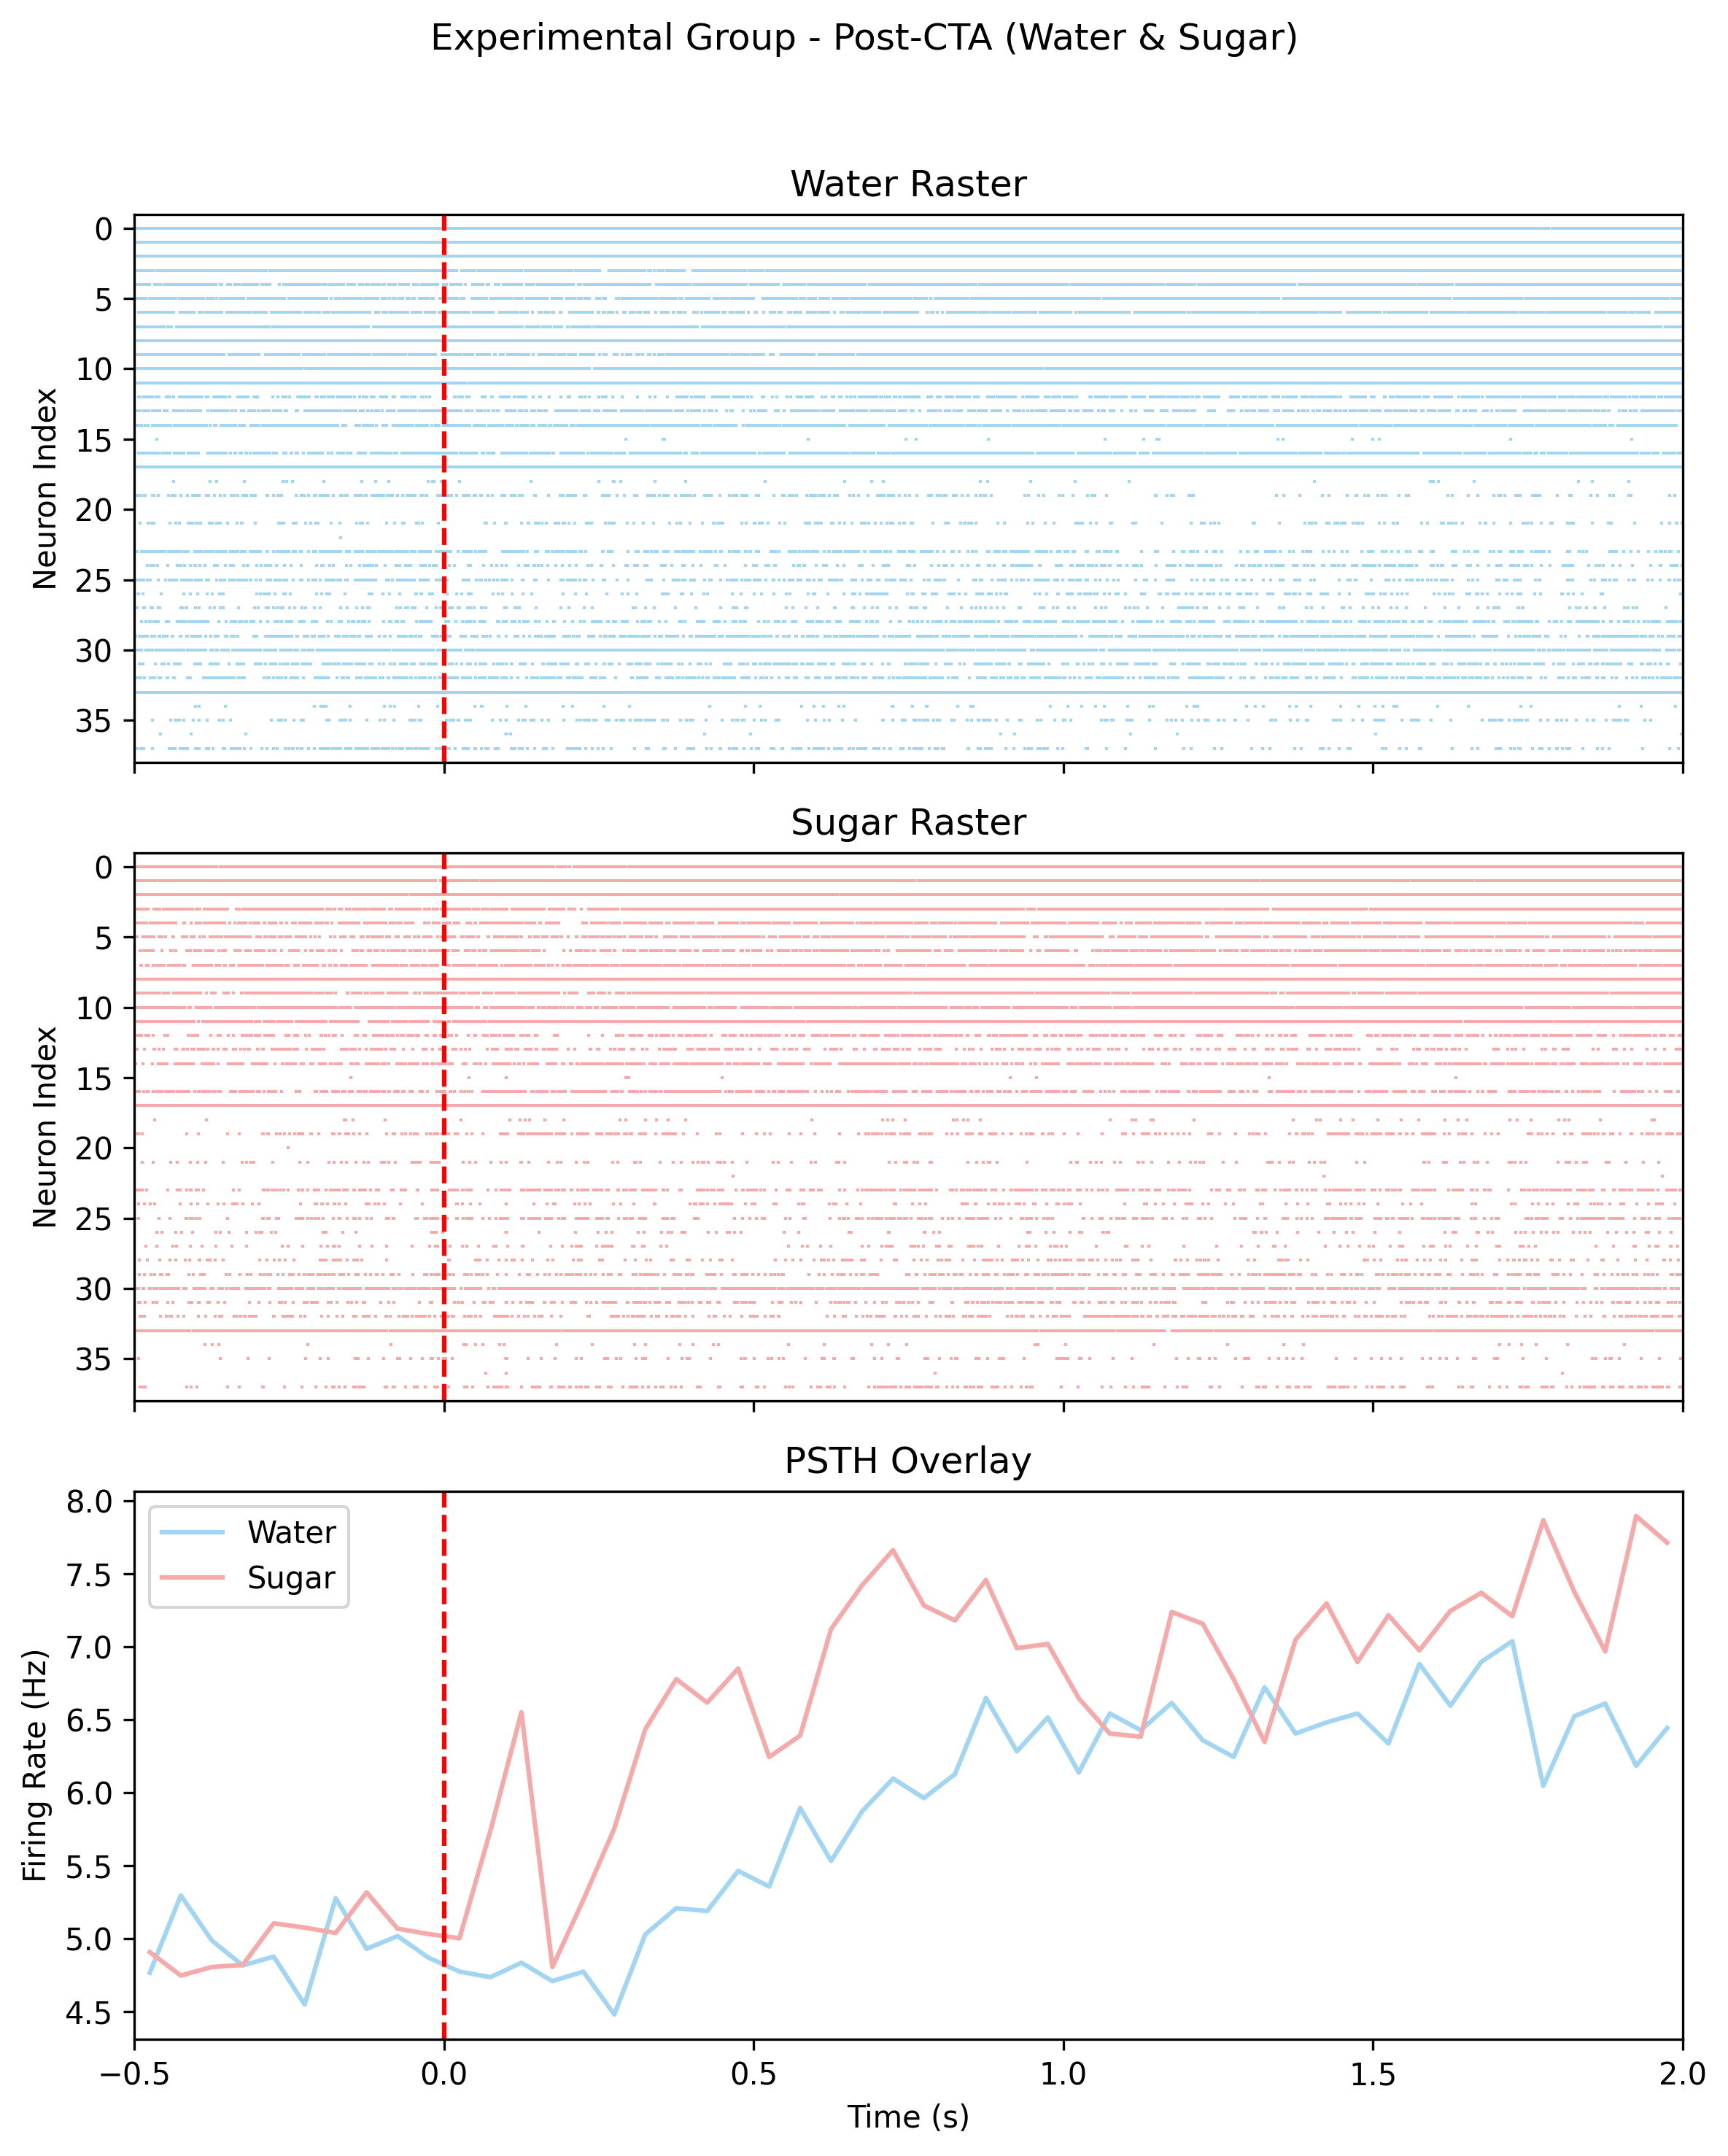 Experimental Group - Post-CTA (Water & Sugar)
Water Raster
0
5
10
15
20
25
30
35
Neuron Index
Sugar Raster
0
5
10
15
20
25
30
35
Neuron Index
PSTH Overlay
8.0
7.5
7.0
6.5
6.0
5.5
5.0
4.5
Firing Rate (Hz)
Water
Sugar
−0.5 0.0 0.5 1.0 1.5 2.0
Time (s)